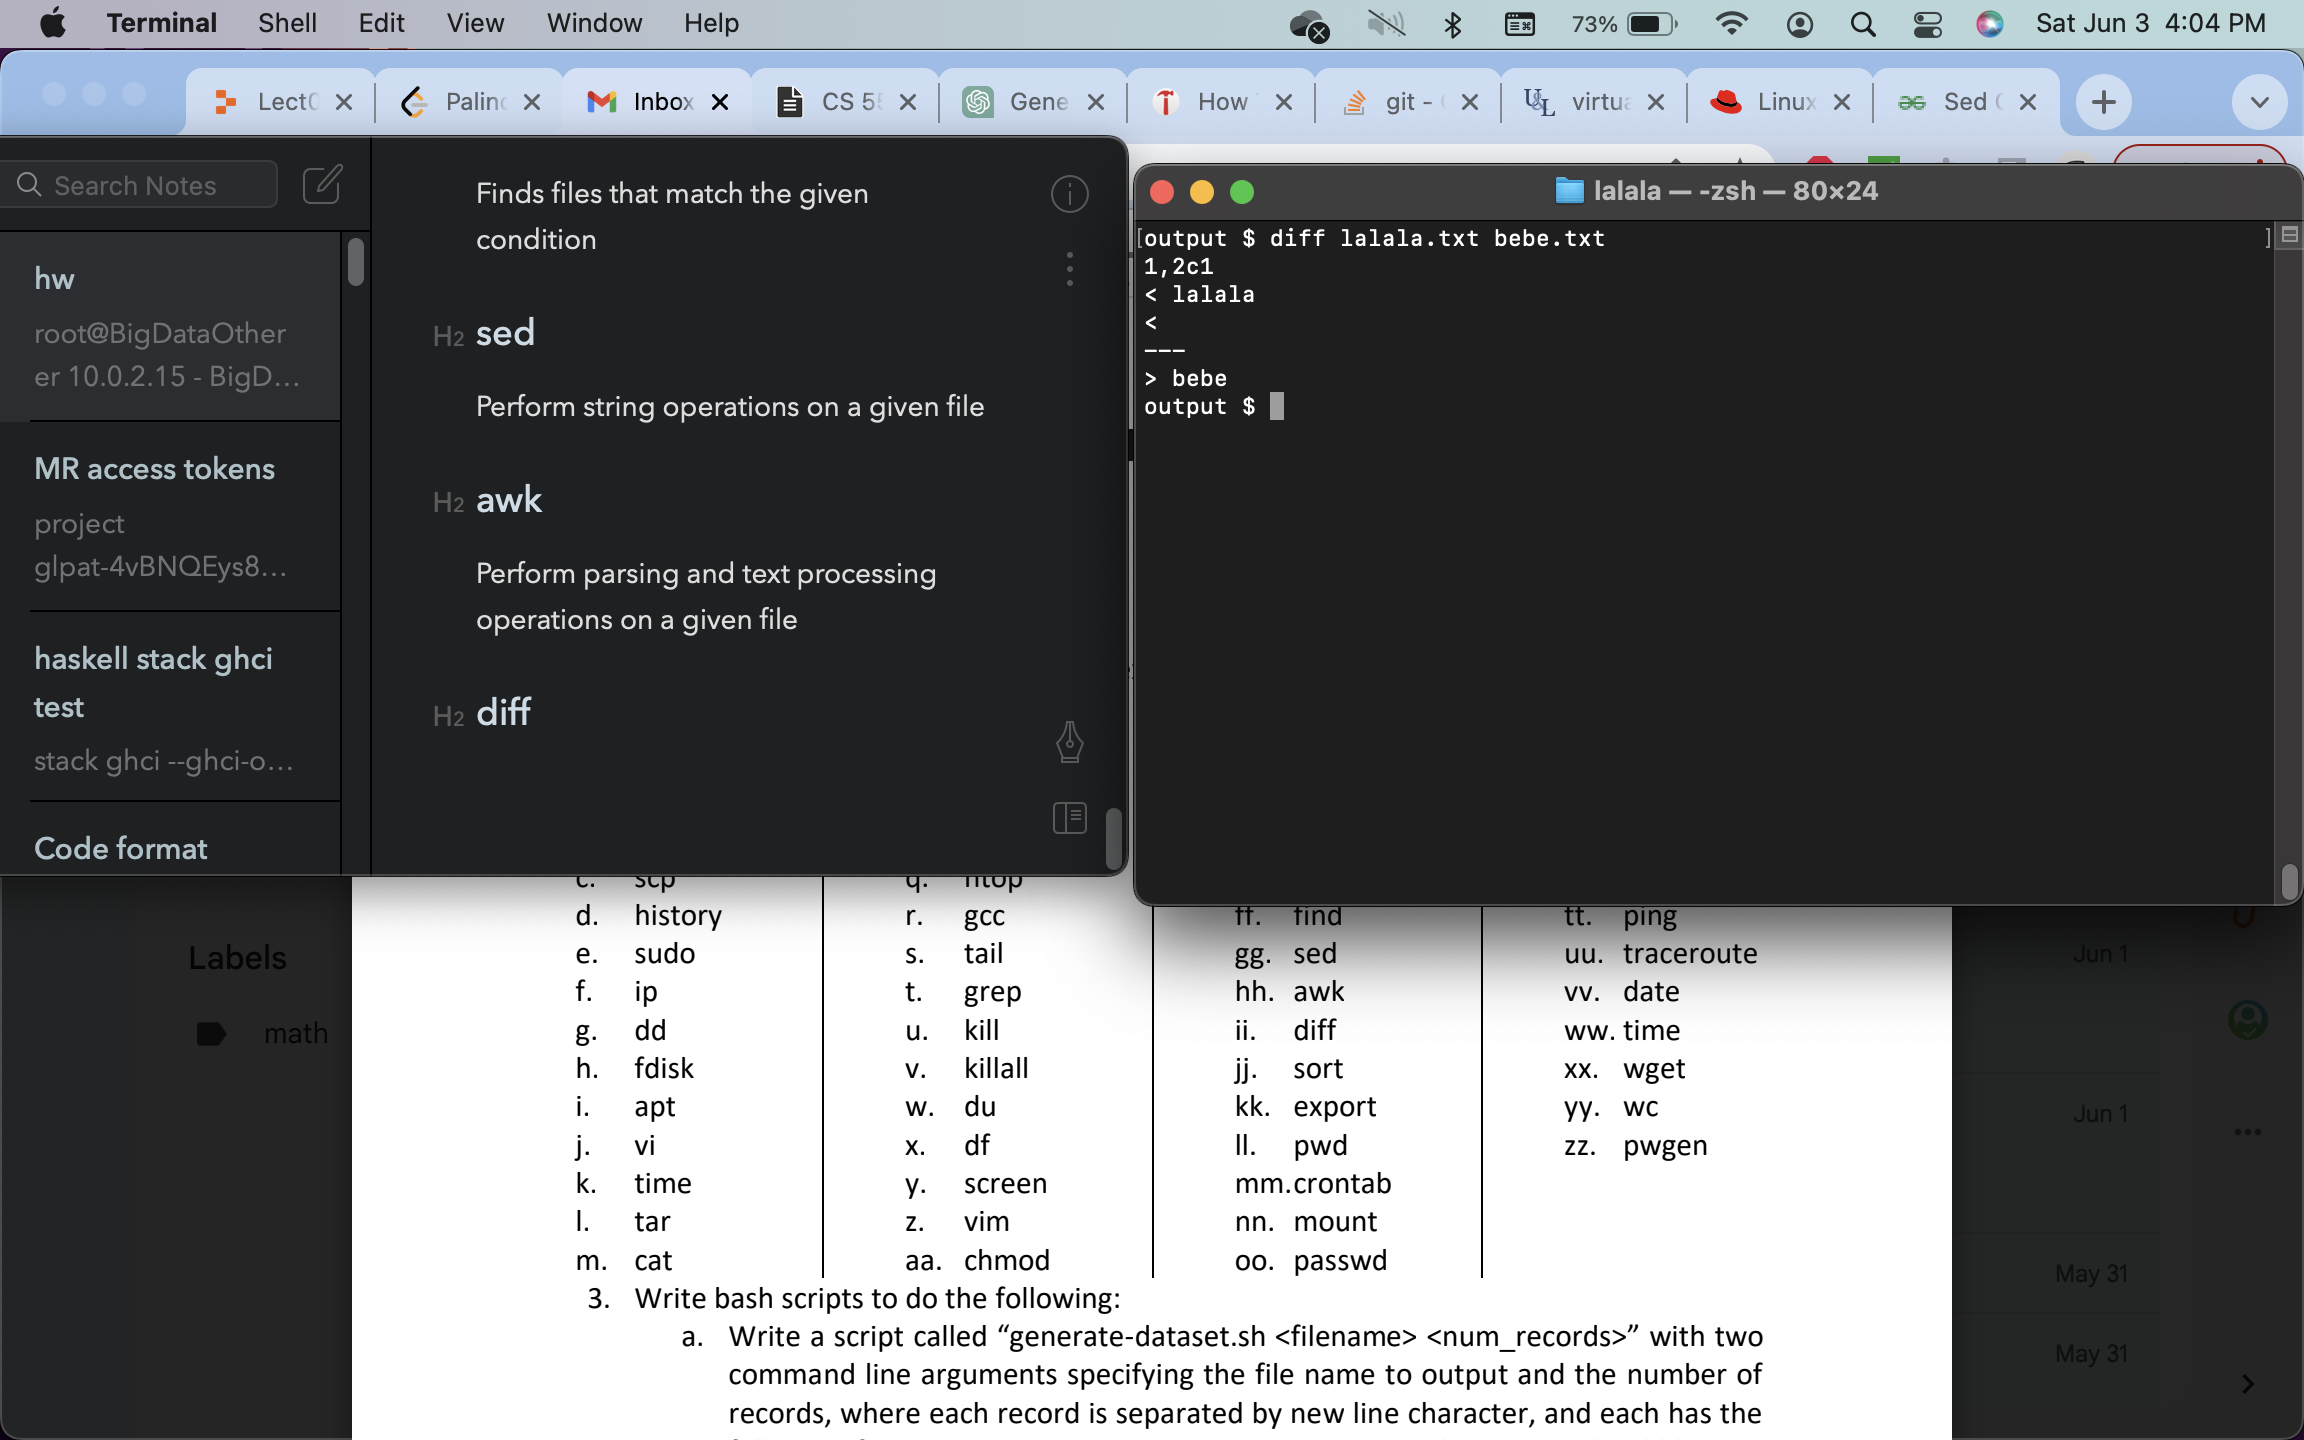 Terminal Shell Edit View Window Help 73% Sat Jun 3 4:04 PM
Lect Palin Inbox CS 5 Gene How git - virtua Linux Sed
lalala — -zsh — 80×24
Search Notes
hw
root@BigDataOther
er 10.0.2.15 - BigD...
MR access tokens
project
glpat-4vBNQEys8...
haskell stack ghci
test
stack ghci --ghci-o...
Code format
Finds files that match the given
condition
H2 sed
Perform string operations on a given file
H2 awk
Perform parsing and text processing
operations on a given file
H2 diff
[output $ diff lalala.txt bebe.txt ]
1,2c1
< lalala
<
---
> bebe
output $
Labels
math
c. scp
d. history
e. sudo
f. ip
g. dd
h. fdisk
i. apt
j. vi
k. time
l. tar
m. cat
q. htop
r. gcc
s. tail
t. grep
u. kill
v. killall
w. du
x. df
y. screen
z. vim
aa. chmod
ff. find
gg. sed
hh. awk
ii. diff
jj. sort
kk. export
ll. pwd
mm. crontab
nn. mount
oo. passwd
tt. ping
uu. traceroute
vv. date
ww. time
xx. wget
yy. wc
zz. pwgen
3. Write bash scripts to do the following:
a. Write a script called “generate-dataset.sh <filename> <num_records>” with two
command line arguments specifying the file name to output and the number of
records, where each record is separated by new line character, and each has the
Jun 1
Jun 1
May 31
May 31